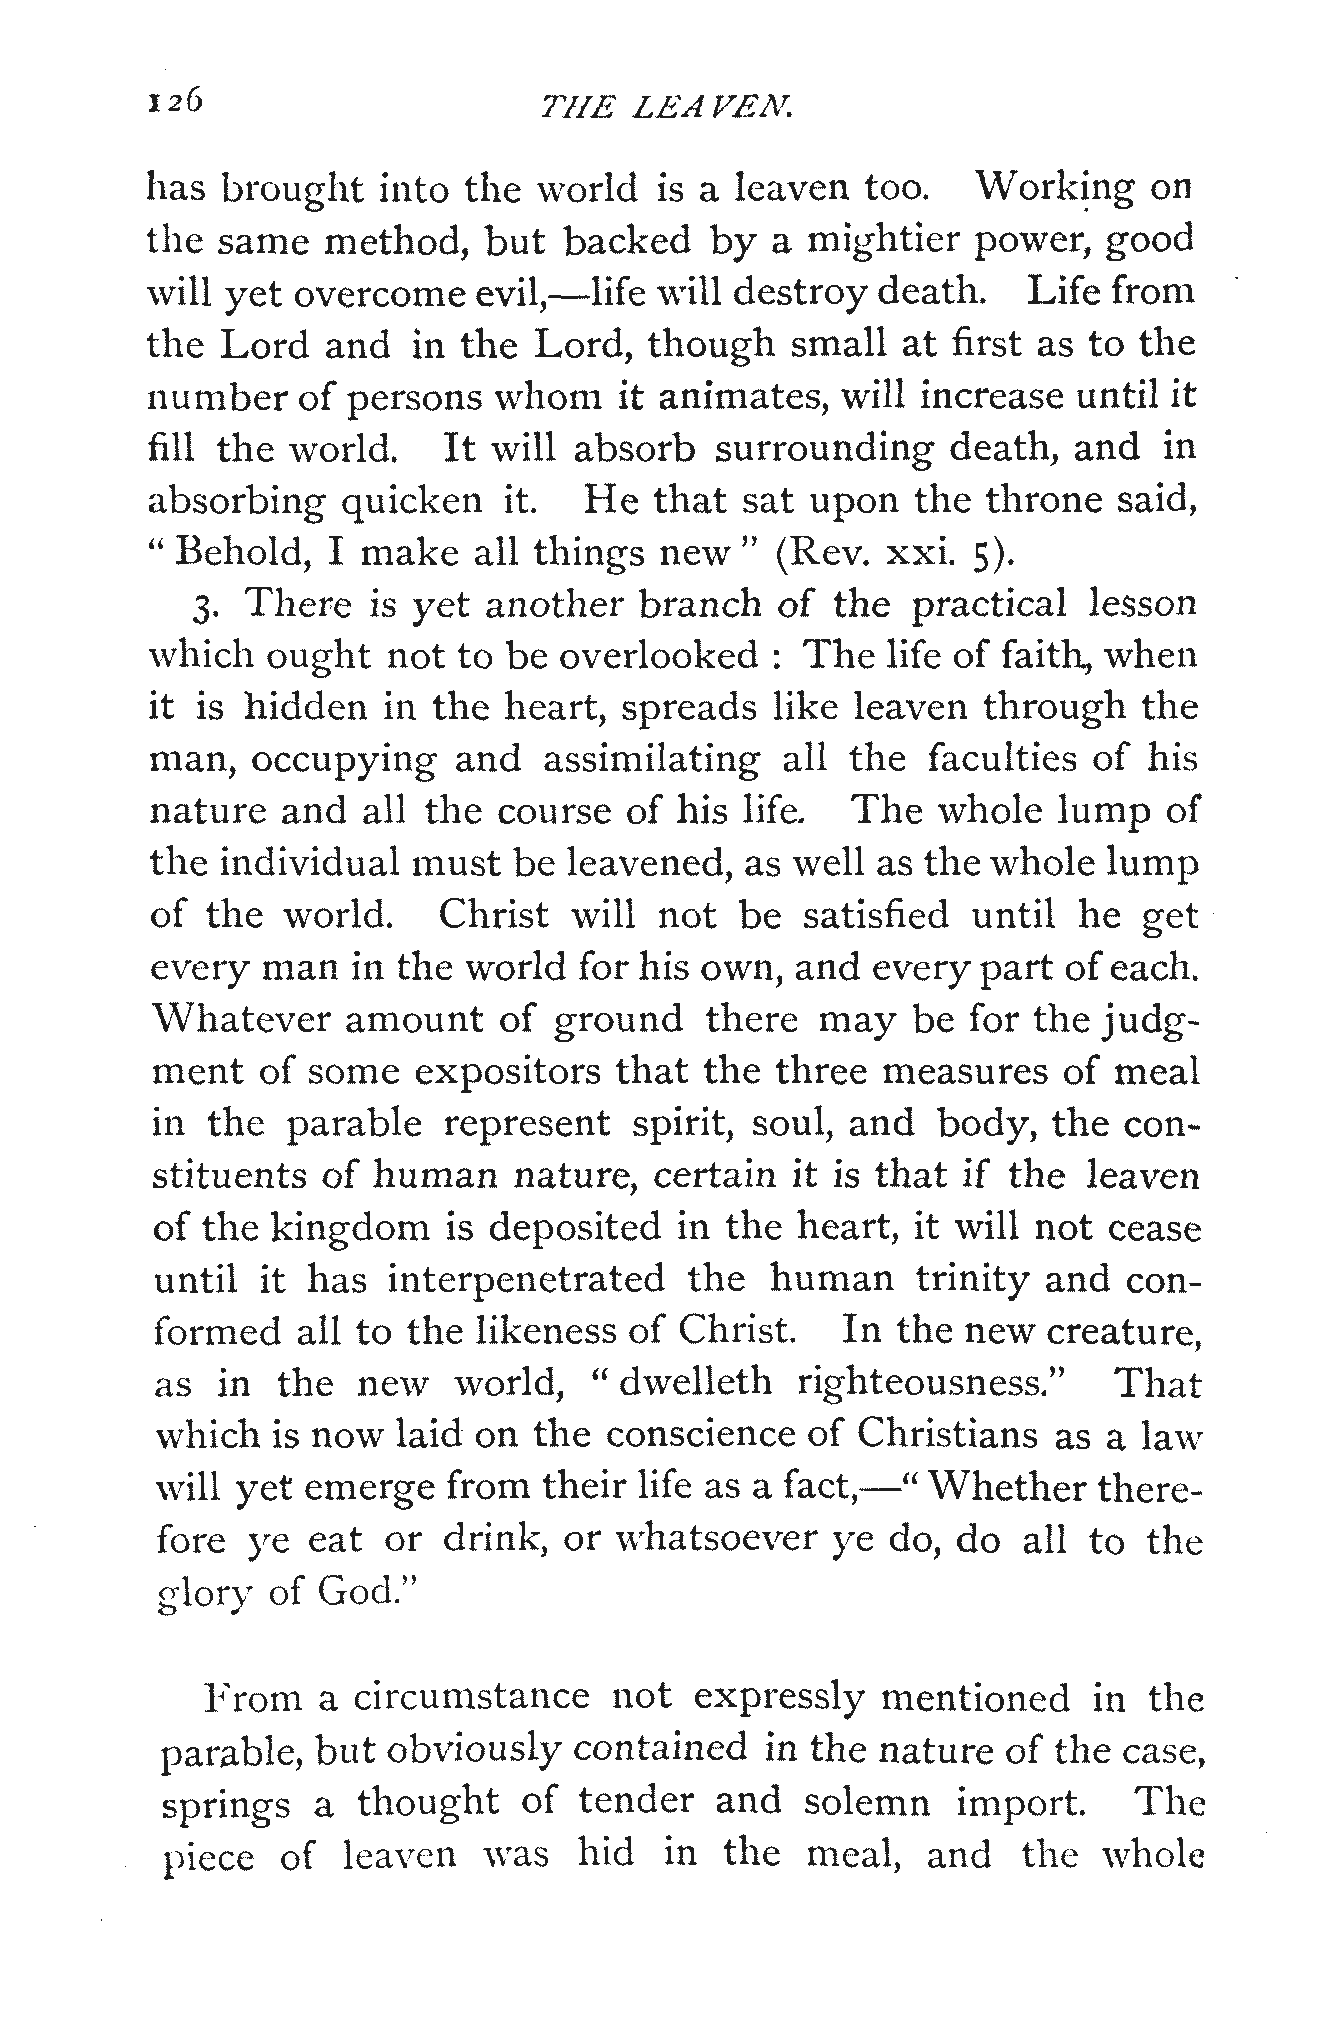 126 THE LEAVEN.
has brought into the world is a leaven too. Working on
the same method, but backed by a mightier power, good
will yet overcome evil,—life will destroy death. Life from
the Lord and in the Lord, though small at first as to the
number of persons whom it animates, will increase until it
fill the world. It will absorb surrounding death, and in
absorbing quicken it. He that sat upon the throne said,
“ Behold, I make all things new ” (Rev. xxi. 5).
3. There is yet another branch of the practical lesson
which ought not to be overlooked : The life of faith, when
it is hidden in the heart, spreads like leaven through the
man, occupying and assimilating all the faculties of his
nature and all the course of his life. The whole lump of
the individual must be leavened, as well as the whole lump
of the world. Christ will not be satisfied until he get
every man in the world for his own, and every part of each.
Whatever amount of ground there may be for the judg-
ment of some expositors that the three measures of meal
in the parable represent spirit, soul, and body, the con-
stituents of human nature, certain it is that if the leaven
of the kingdom is deposited in the heart, it will not cease
until it has interpenetrated the human trinity and con-
formed all to the likeness of Christ. In the new creature,
as in the new world, “ dwelleth righteousness.” That
which is now laid on the conscience of Christians as a law
will yet emerge from their life as a fact,—“ Whether there-
fore ye eat or drink, or whatsoever ye do, do all to the
glory of God.”
From a circumstance not expressly mentioned in the
parable, but obviously contained in the nature of the case,
springs a thought of tender and solemn import. The
piece of leaven was hid in the meal, and the whole